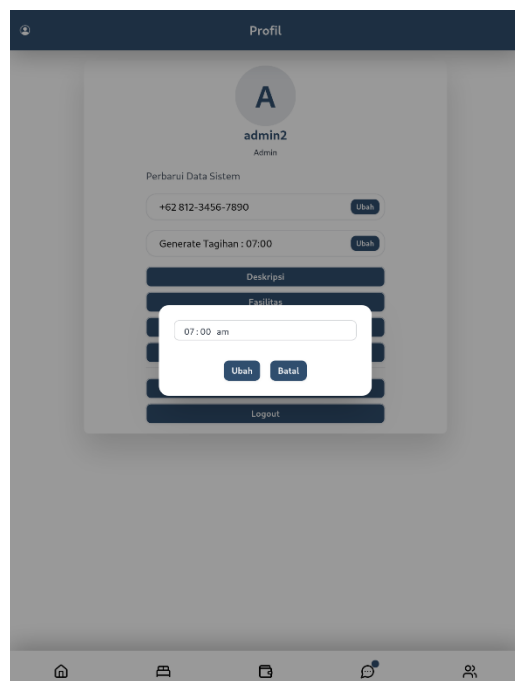 Profil
A
admin2
Admin
Perbarui Data Sistem
+62 812-3456-7890 Ubah
Generate Tagihan : 07:00 Ubah
Deskripsi
Fasilitas
07:00 am
Ubah Batal
Logout